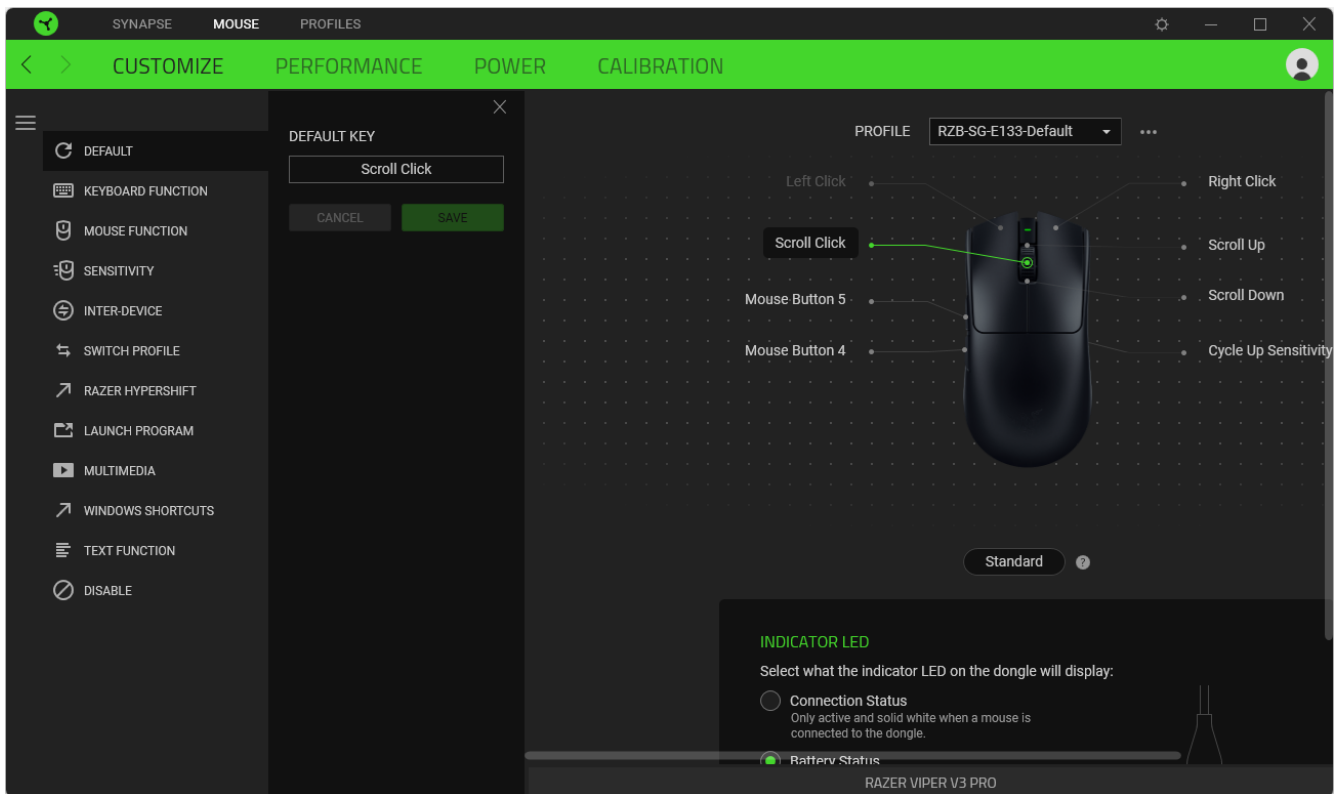 SYNAPSE MOUSE PROFILES
CUSTOMIZE PERFORMANCE POWER CALIBRATION
DEFAULT
KEYBOARD FUNCTION
MOUSE FUNCTION
SENSITIVITY
INTER-DEVICE
SWITCH PROFILE
RAZER HYPERSHIFT
LAUNCH PROGRAM
MULTIMEDIA
WINDOWS SHORTCUTS
TEXT FUNCTION
DISABLE
DEFAULT KEY
Scroll Click
CANCEL SAVE
PROFILE RZB-SG-E133-Default
Left Click
Scroll Click
Mouse Button 5
Mouse Button 4
Right Click
Scroll Up
Scroll Down
Cycle Up Sensitivity
Standard ?
INDICATOR LED
Select what the indicator LED on the dongle will display:
Connection Status
Only active and solid white when a mouse is
connected to the dongle.
Battery Status
RAZER VIPER V3 PRO